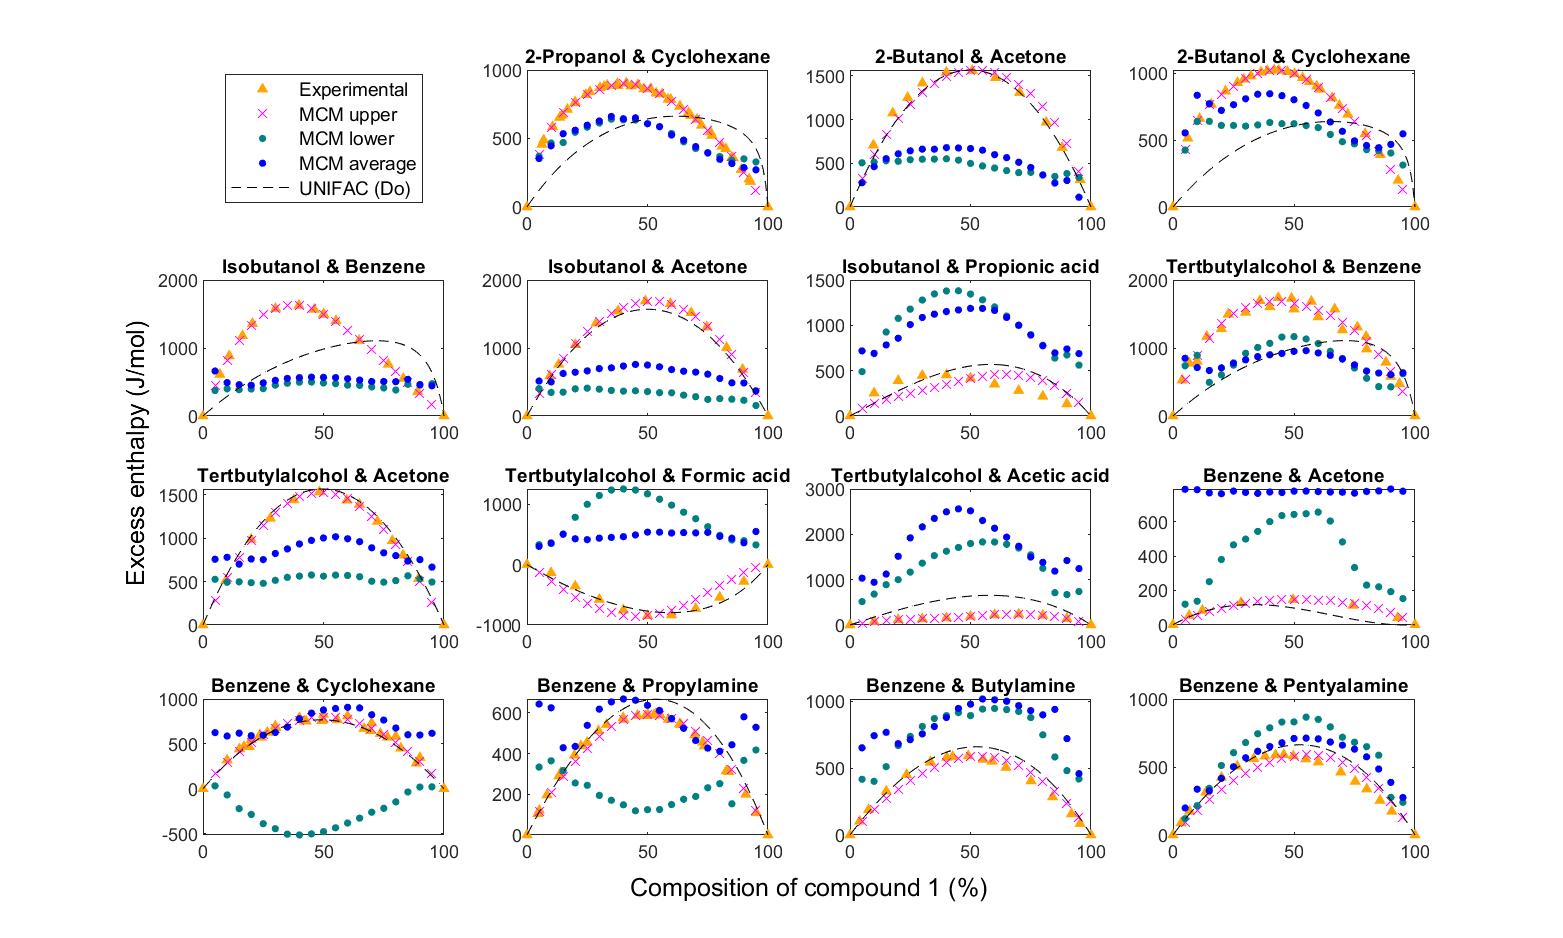 Experimental
MCM upper
MCM lower
MCM average
UNIFAC (Do)
2-Propanol & Cyclohexane
1000
500
0
0 50 100
2-Butanol & Acetone
1500
1000
500
0
0 50 100
2-Butanol & Cyclohexane
1000
500
0
0 50 100
Isobutanol & Benzene
2000
1000
0
0 50 100
Isobutanol & Acetone
2000
1000
0
0 50 100
Isobutanol & Propionic acid
1500
1000
500
0
0 50 100
Tertbutylalcohol & Benzene
2000
1000
0
0 50 100
Excess enthalpy (J/mol)
Tertbutylalcohol & Acetone
1500
1000
500
0
0 50 100
Tertbutylalcohol & Formic acid
1000
0
-1000
0 50 100
Tertbutylalcohol & Acetic acid
3000
2000
1000
0
0 50 100
Benzene & Acetone
600
400
200
0
0 50 100
Benzene & Cyclohexane
1000
500
0
-500
0 50 100
Benzene & Propylamine
600
400
200
0
0 50 100
Benzene & Butylamine
1000
500
0
0 50 100
Benzene & Pentyalamine
1000
500
0
0 50 100
Composition of compound 1 (%)